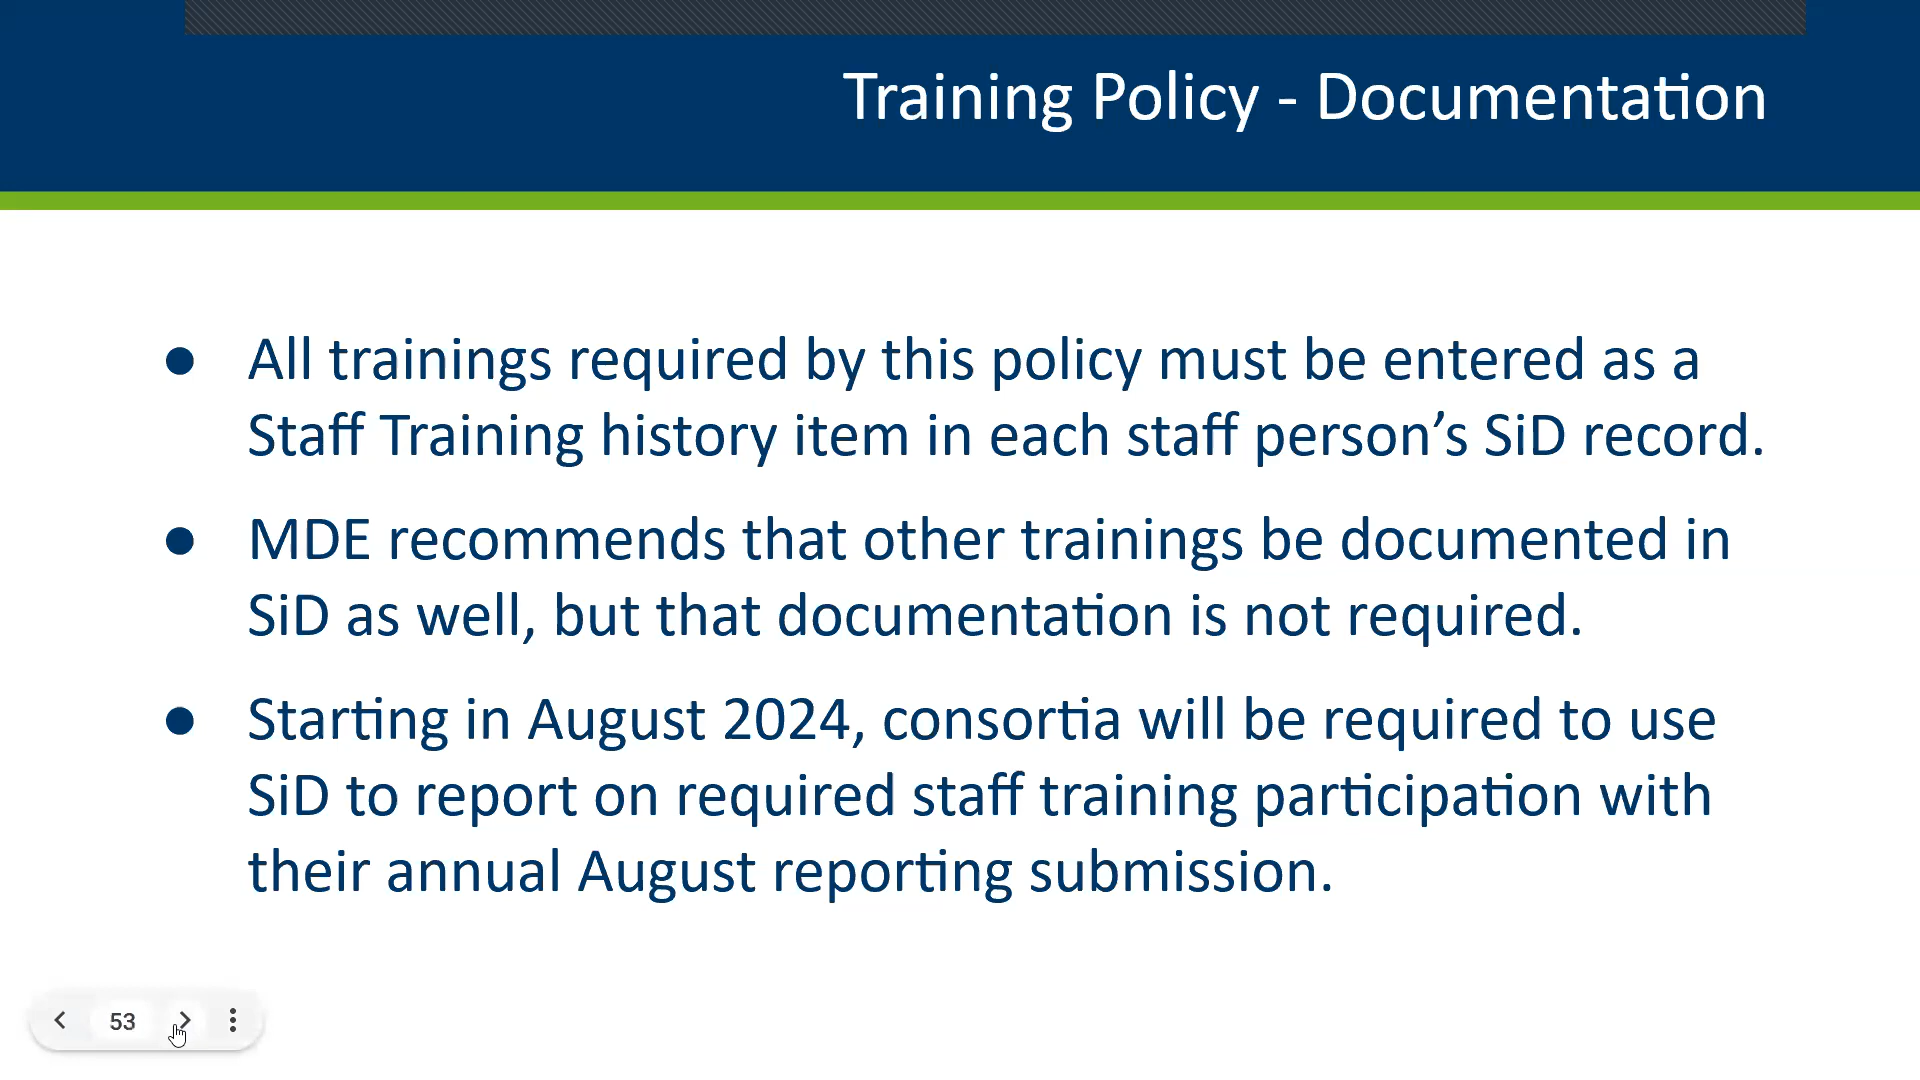 Training Policy - Documentation
● All trainings required by this policy must be entered as a
Staff Training history item in each staff person’s SiD record.
● MDE recommends that other trainings be documented in
SiD as well, but that documentation is not required.
● Starting in August 2024, consortia will be required to use
SiD to report on required staff training participation with
their annual August reporting submission.
53